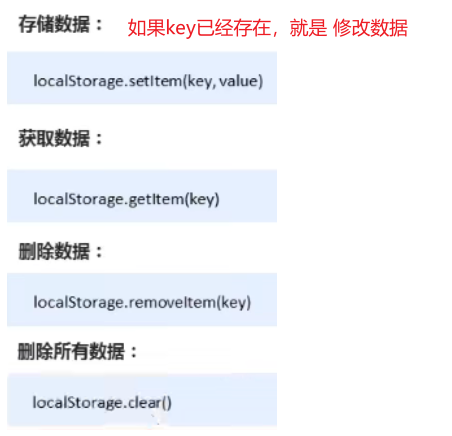 存储数据： 如果key已经存在，就是 修改数据
localStorage.setItem(key,value)
获取数据：
localStorage.getItem(key)
删除数据：
localStorage.removeItem(key)
删除所有数据：
localStorage.clear()